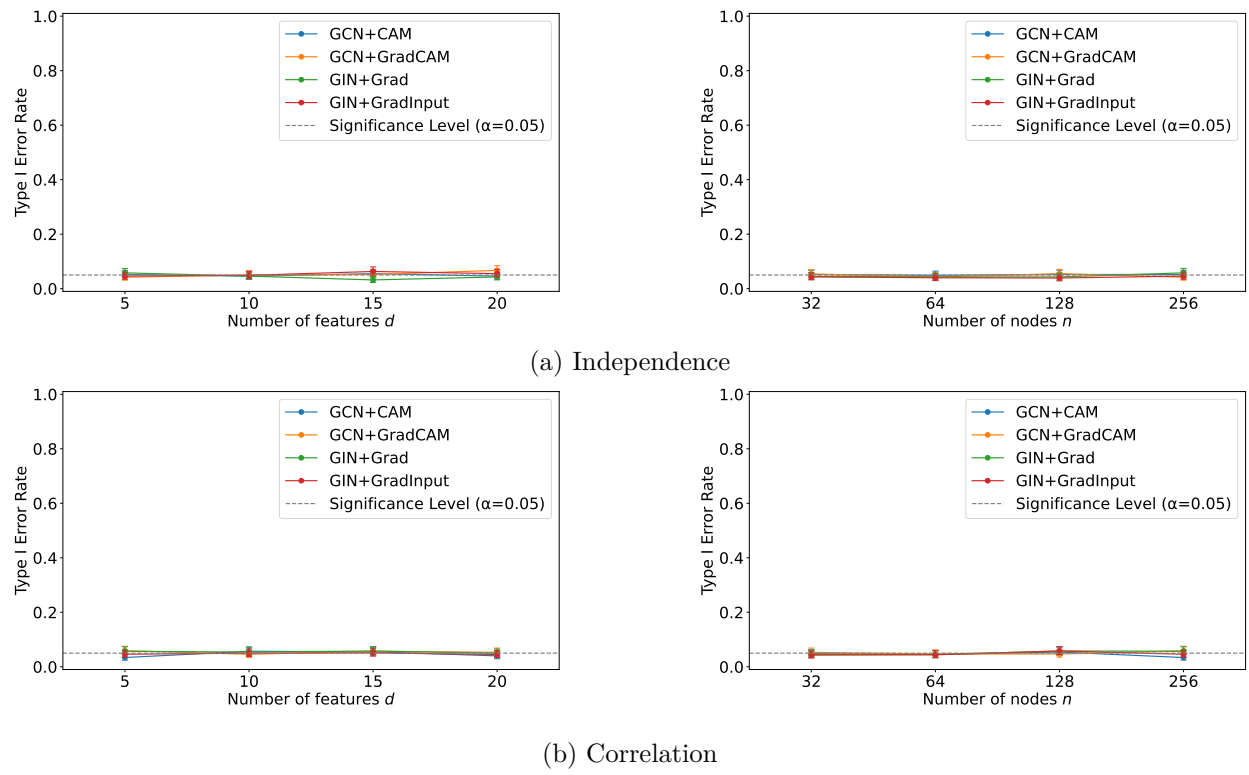 1.0
0.8
0.6
0.4
0.2
0.0
Type I Error Rate
GCN+CAM
GCN+GradCAM
GIN+Grad
GIN+GradInput
Significance Level (α=0.05)
5 10 15 20
Number of features d
1.0
0.8
0.6
0.4
0.2
0.0
Type I Error Rate
GCN+CAM
GCN+GradCAM
GIN+Grad
GIN+GradInput
Significance Level (α=0.05)
32 64 128 256
Number of nodes n
(a) Independence
1.0
0.8
0.6
0.4
0.2
0.0
Type I Error Rate
GCN+CAM
GCN+GradCAM
GIN+Grad
GIN+GradInput
Significance Level (α=0.05)
5 10 15 20
Number of features d
1.0
0.8
0.6
0.4
0.2
0.0
Type I Error Rate
GCN+CAM
GCN+GradCAM
GIN+Grad
GIN+GradInput
Significance Level (α=0.05)
32 64 128 256
Number of nodes n
(b) Correlation